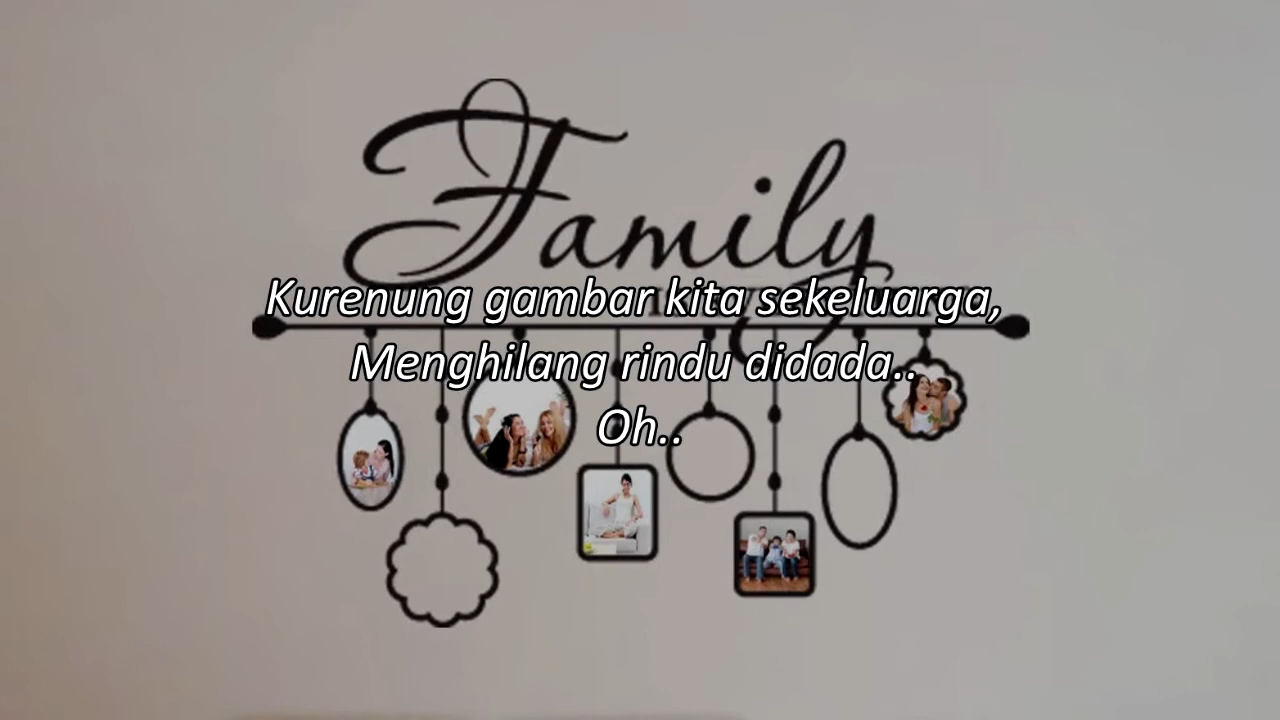 Family
Kurenung gambar kita sekeluarga,
Menghilang rindu didada..
Oh..